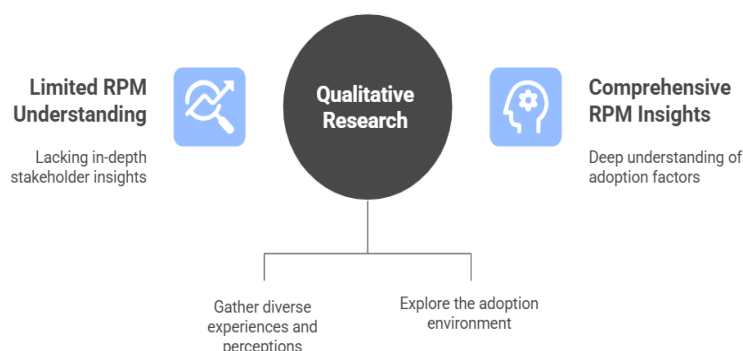 Limited RPM
Understanding
Lacking in-depth
stakeholder insights
Qualitative
Research
Comprehensive
RPM Insights
Deep understanding of
adoption factors
Gather diverse
experiences and
perceptions
Explore the adoption
environment